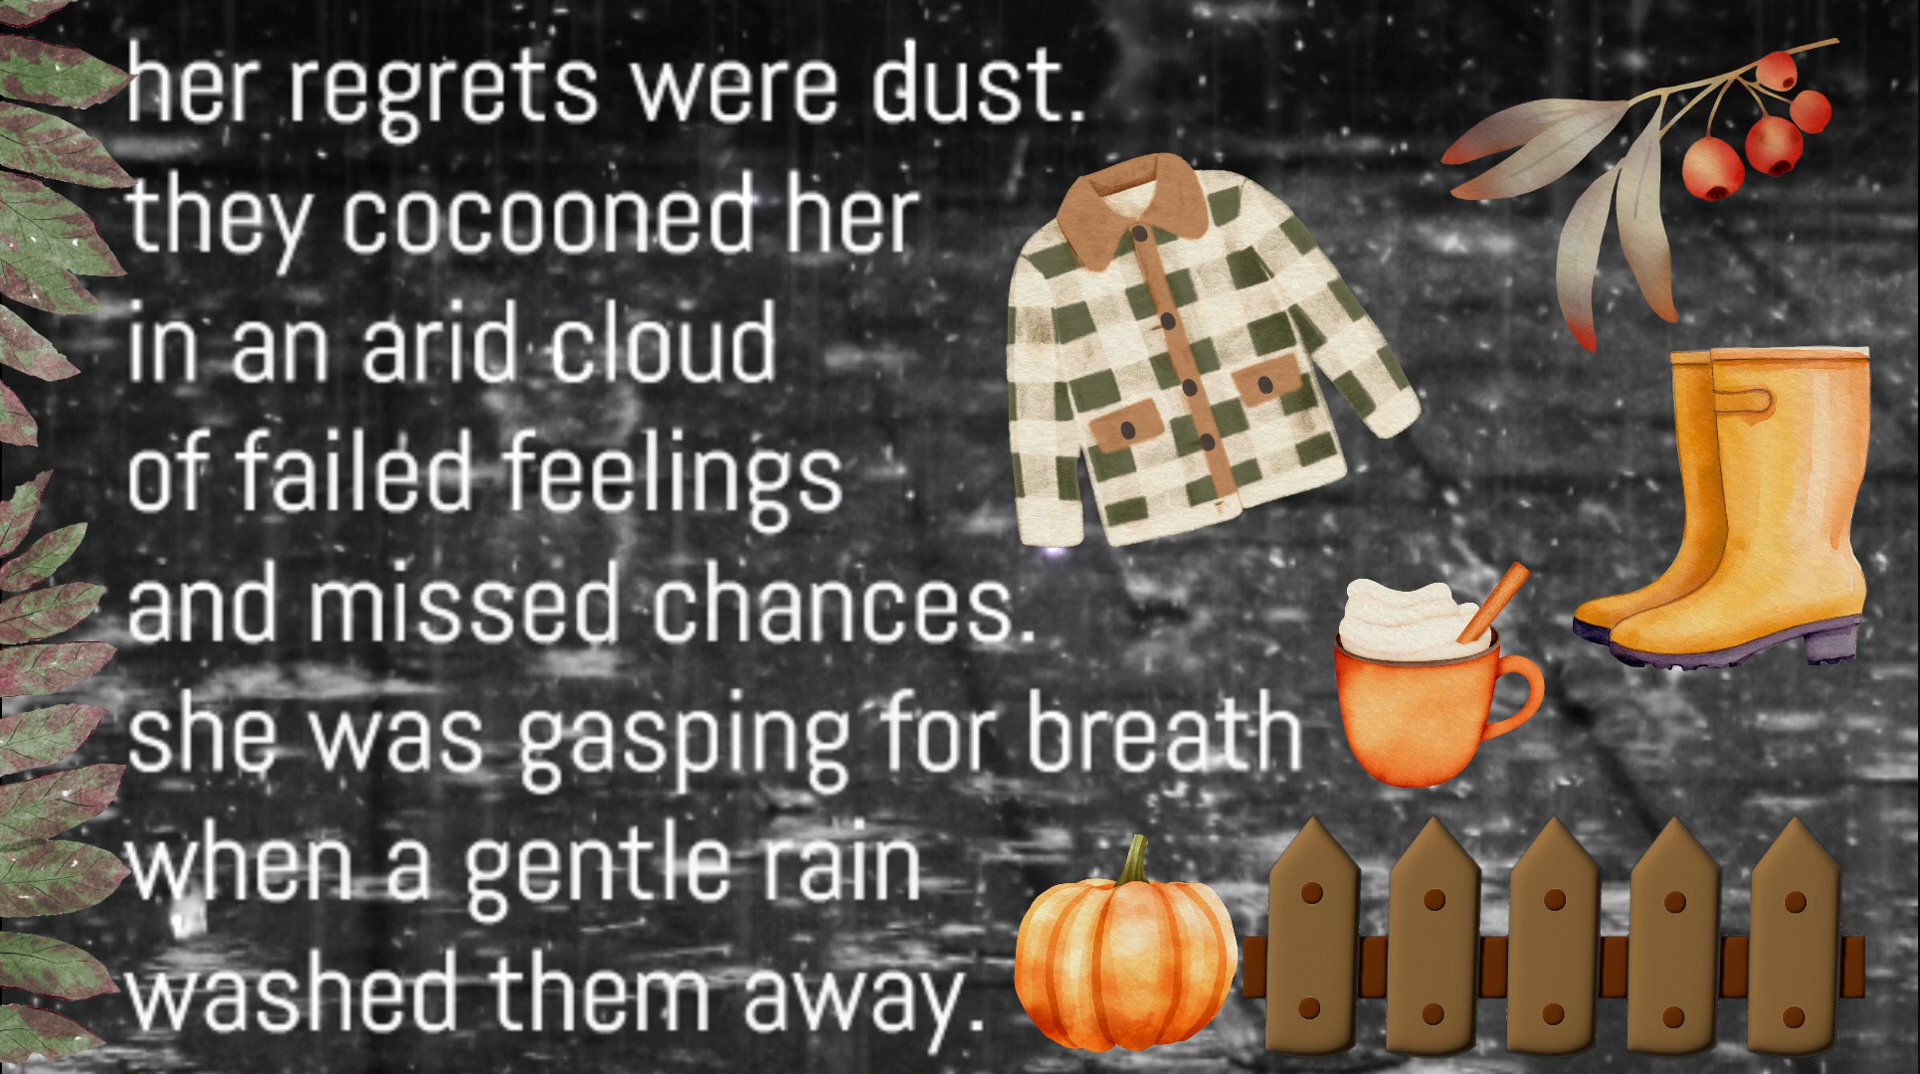 her regrets were dust.
they cocooned her
in an arid cloud
of failed feelings
and missed chances.
she was gasping for breath
when a gentle rain
washed them away.